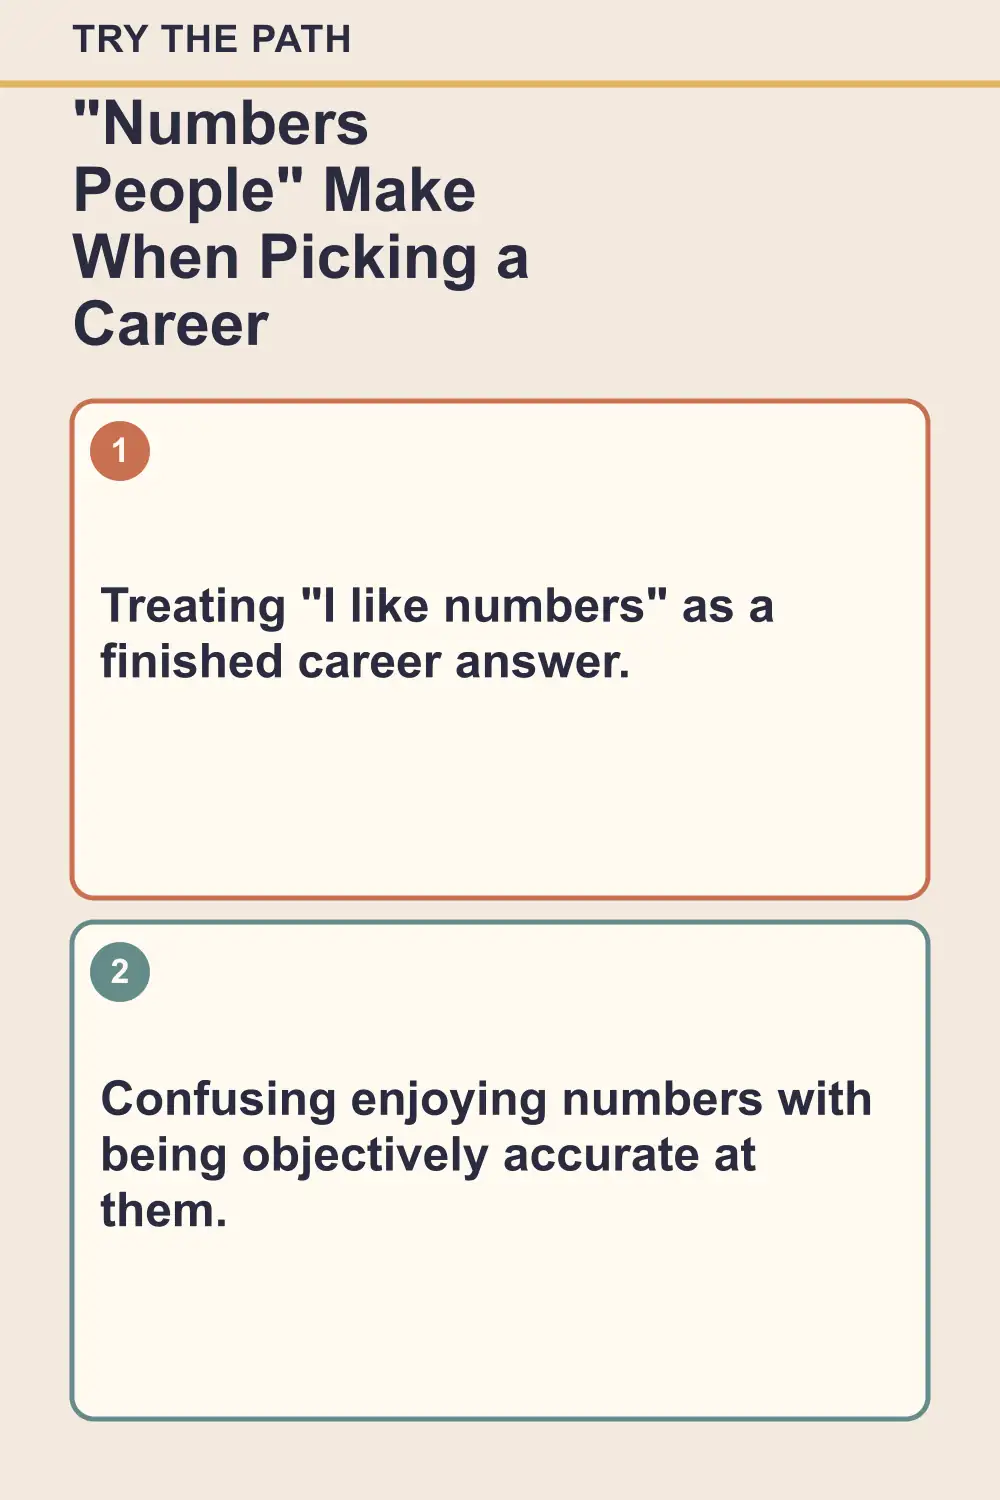 TRY THE PATH
"Numbers
People" Make
When Picking a
Career
1
Treating "I like numbers" as a
finished career answer.
2
Confusing enjoying numbers with
being objectively accurate at
them.